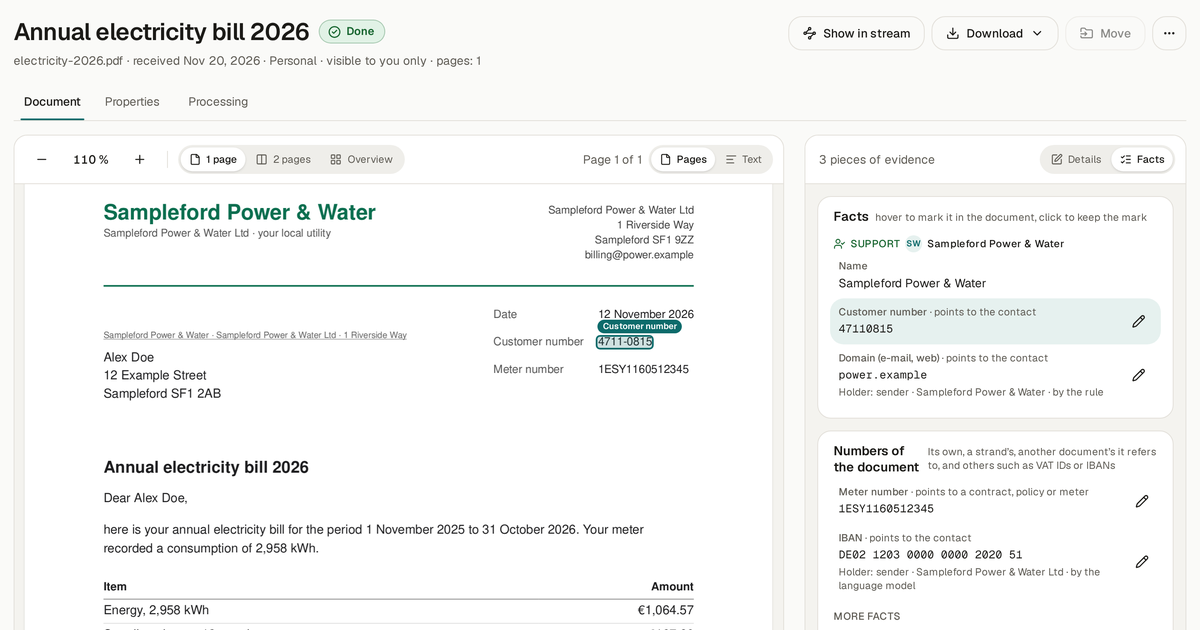 Annual electricity bill 2026
Done
Show in stream
Download
Move
electricity-2026.pdf · received Nov 20, 2026 · Personal · visible to you only · pages: 1
Document
Properties
Processing
110 %
1 page
2 pages
Overview
Page 1 of 1
Pages
Text
Sampleford Power & Water
Sampleford Power & Water Ltd · your local utility
Sampleford Power & Water Ltd
1 Riverside Way
Sampleford SF1 9ZZ
billing@power.example
Date 12 November 2026
Customer number
Customer number 4711-0815
Meter number 1ESY1160512345
Sampleford Power & Water · Sampleford Power & Water Ltd · 1 Riverside Way
Alex Doe
12 Example Street
Sampleford SF1 2AB
Annual electricity bill 2026
Dear Alex Doe,
here is your annual electricity bill for the period 1 November 2025 to 31 October 2026. Your meter
recorded a consumption of 2,958 kWh.
Item Amount
Energy, 2,958 kWh €1,064.57
3 pieces of evidence
Details
Facts
Facts hover to mark it in the document, click to keep the mark
SUPPORT SW Sampleford Power & Water
Name
Sampleford Power & Water
Customer number · points to the contact
47110815
Domain (e-mail, web) · points to the contact
power.example
Holder: sender · Sampleford Power & Water · by the rule
Numbers of
the document
Its own, a strand's, another document's it refers
to, and others such as VAT IDs or IBANs
Meter number · points to a contract, policy or meter
1ESY1160512345
IBAN · points to the contact
DE02 1203 0000 0000 2020 51
Holder: sender · Sampleford Power & Water Ltd · by the
language model
MORE FACTS